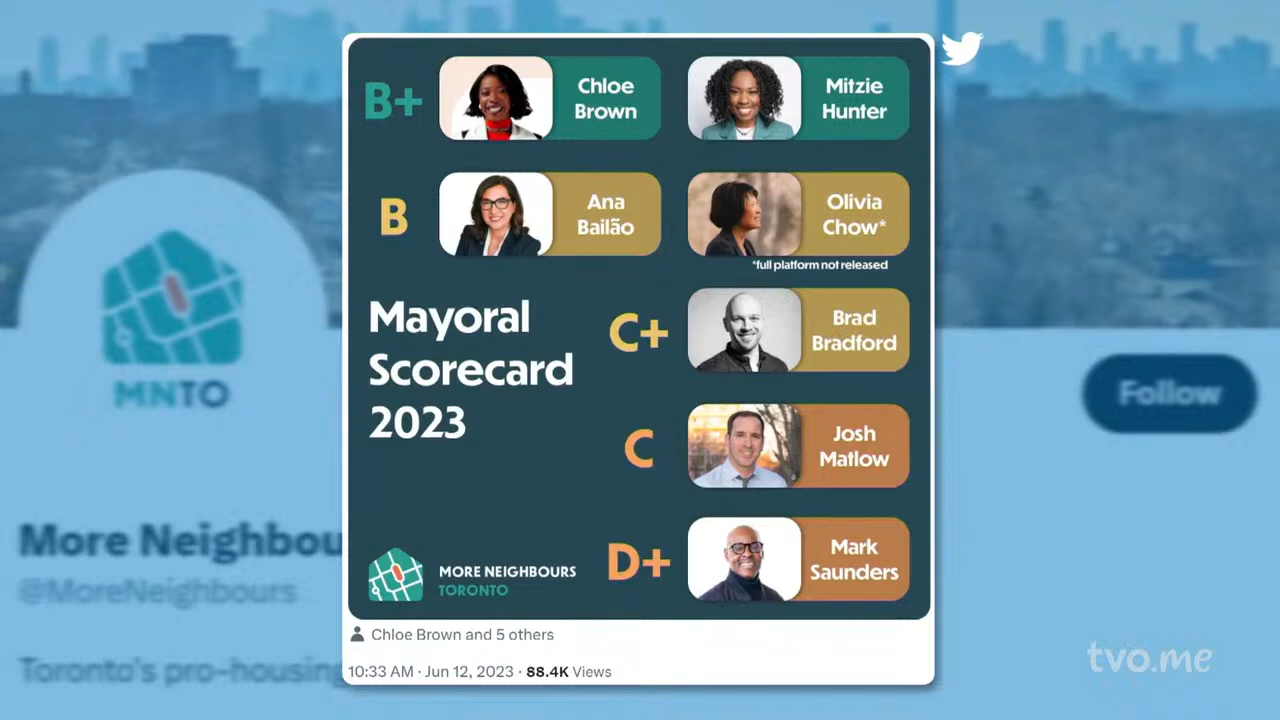 B+
Chloe
Brown
Mitzie
Hunter
B
Ana
Bailão
Olivia
Chow*
*full platform not released
Mayoral
Scorecard
2023
C+
Brad
Bradford
C
Josh
Matlow
D+
Mark
Saunders
MORE NEIGHBOURS
TORONTO
Chloe Brown and 5 others
10:33 AM · Jun 12, 2023 · 88.4K Views
MNTO
Follow
More Neighbou
@MoreNeighbours
Toronto's pro-housing
tvo.me